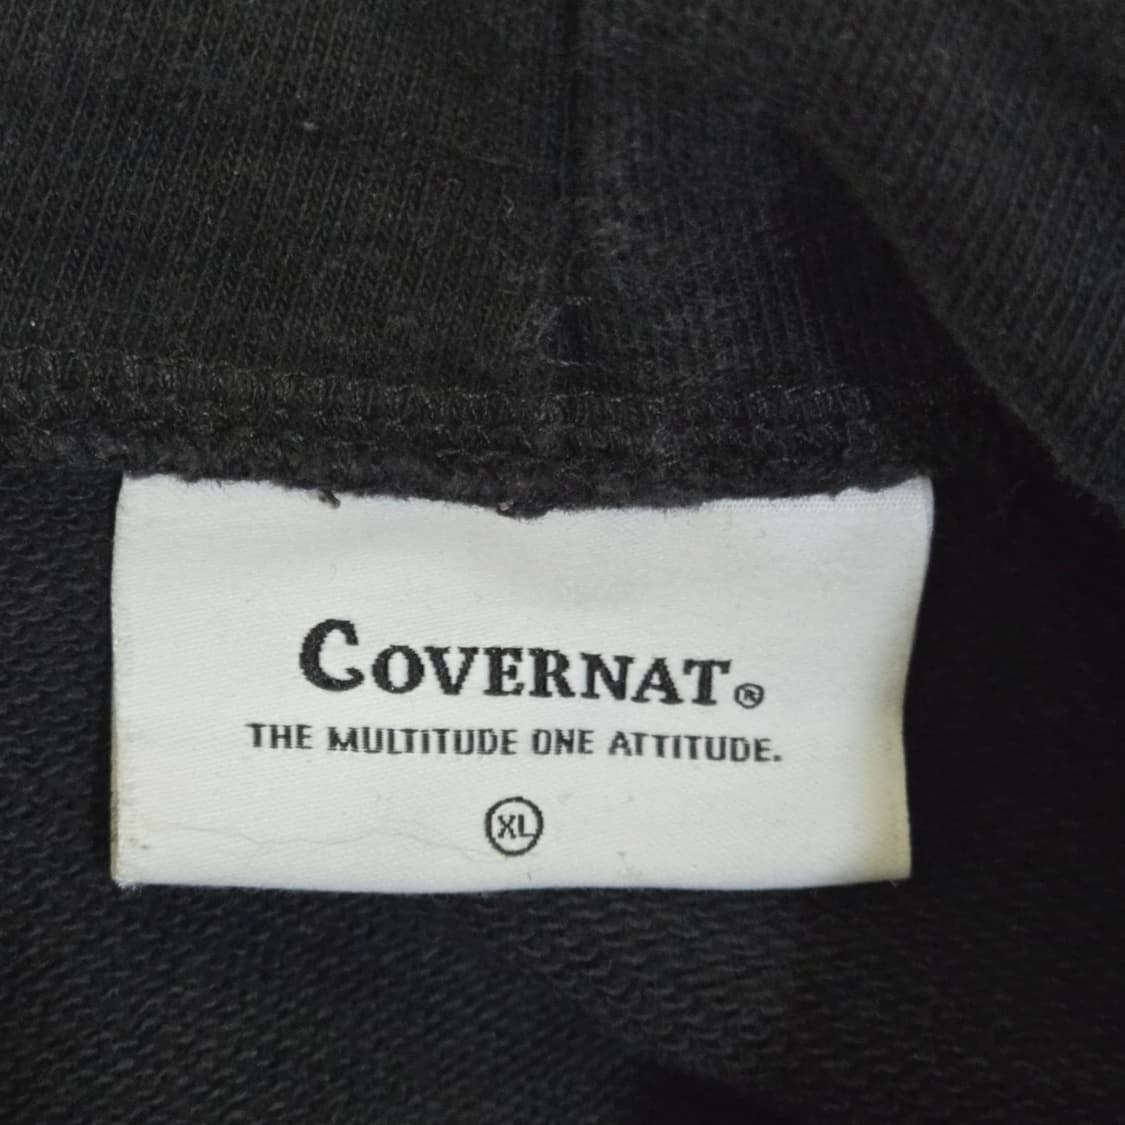 COVERNAT®
THE MULTITUDE ONE ATTITUDE.
XL